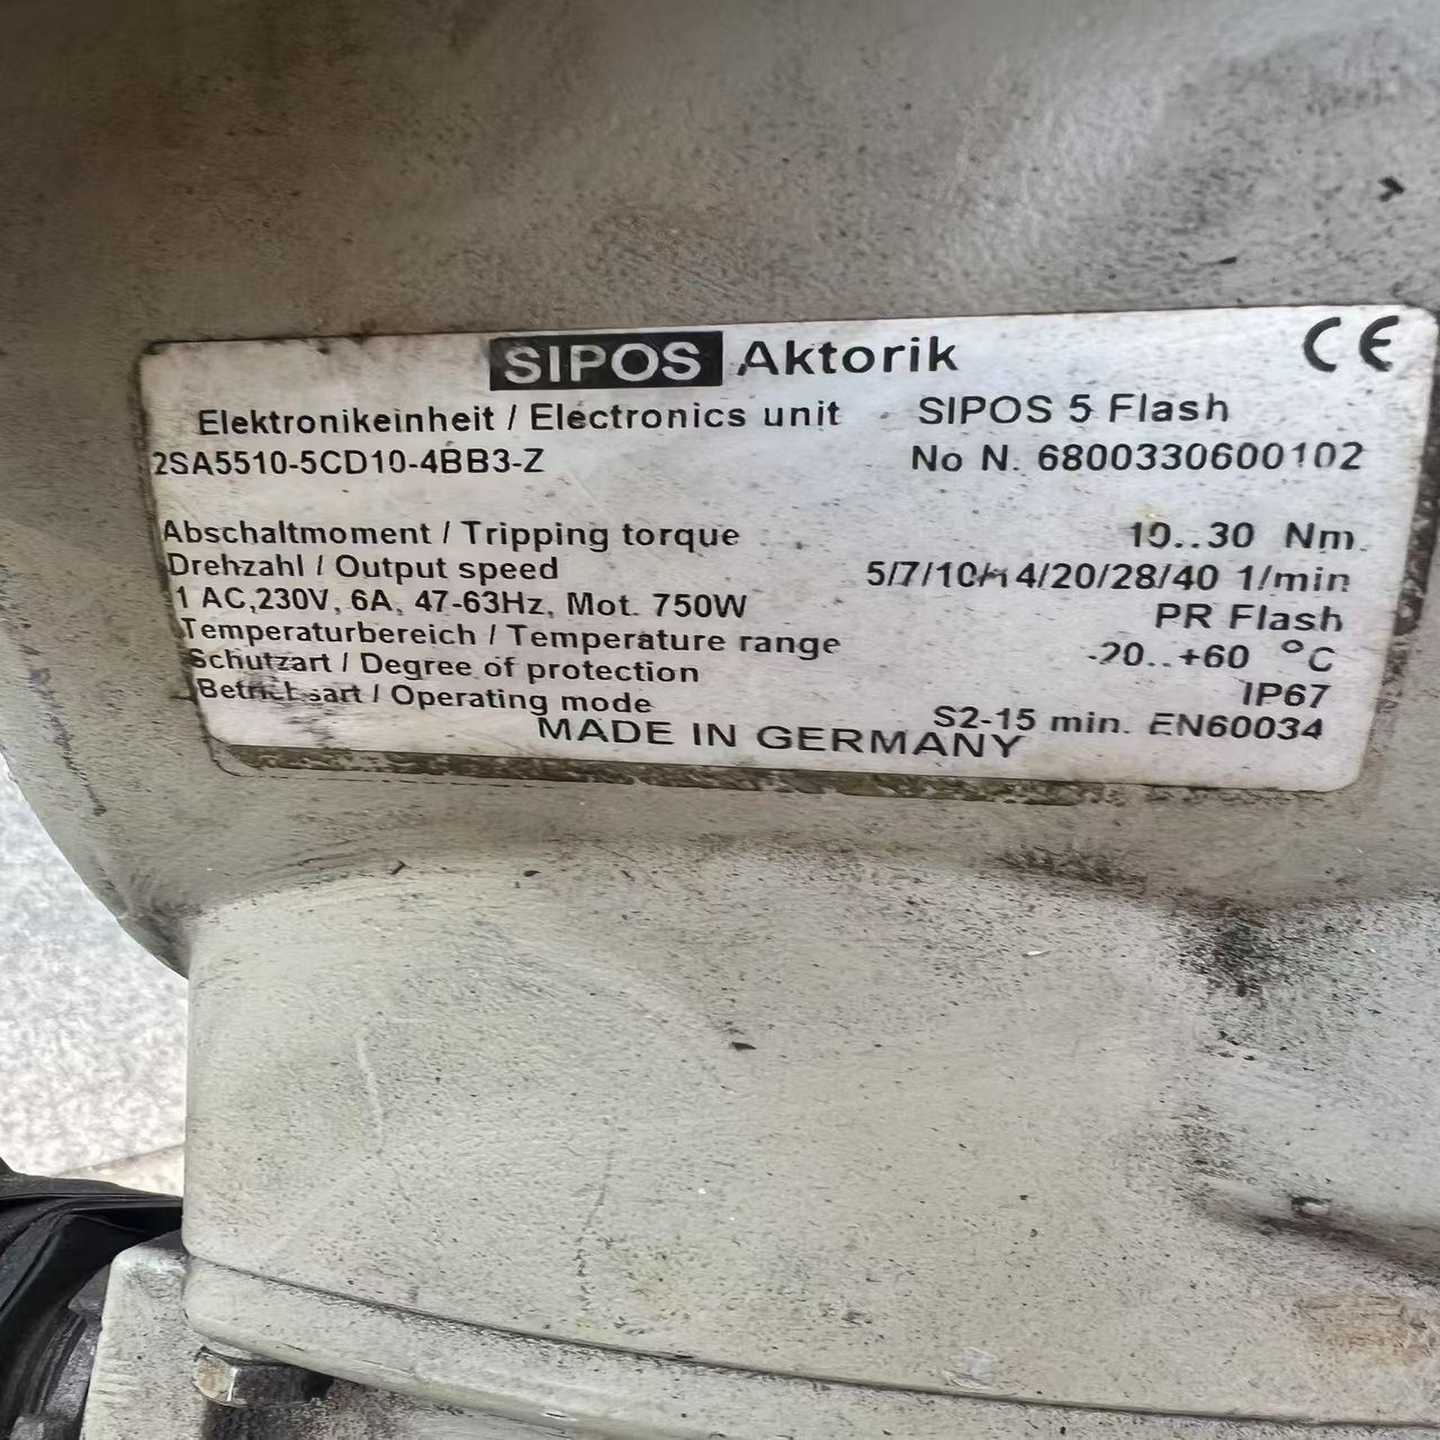 SIPOS Aktorik CE
Elektronikeinheit / Electronics unit SIPOS 5 Flash
2SA5510-5CD10-4BB3-Z No N. 6800330600102
Abschaltmoment / Tripping torque 10..30 Nm.
Drehzahl / Output speed 5/7/10/14/20/28/40 1/min
1 AC,230V, 6A, 47-63Hz, Mot. 750W PR Flash
Temperaturbereich / Temperature range -20..+60 °C
Schutzart / Degree of protection IP67
Betriebsart / Operating mode S2-15 min. EN60034
MADE IN GERMANY